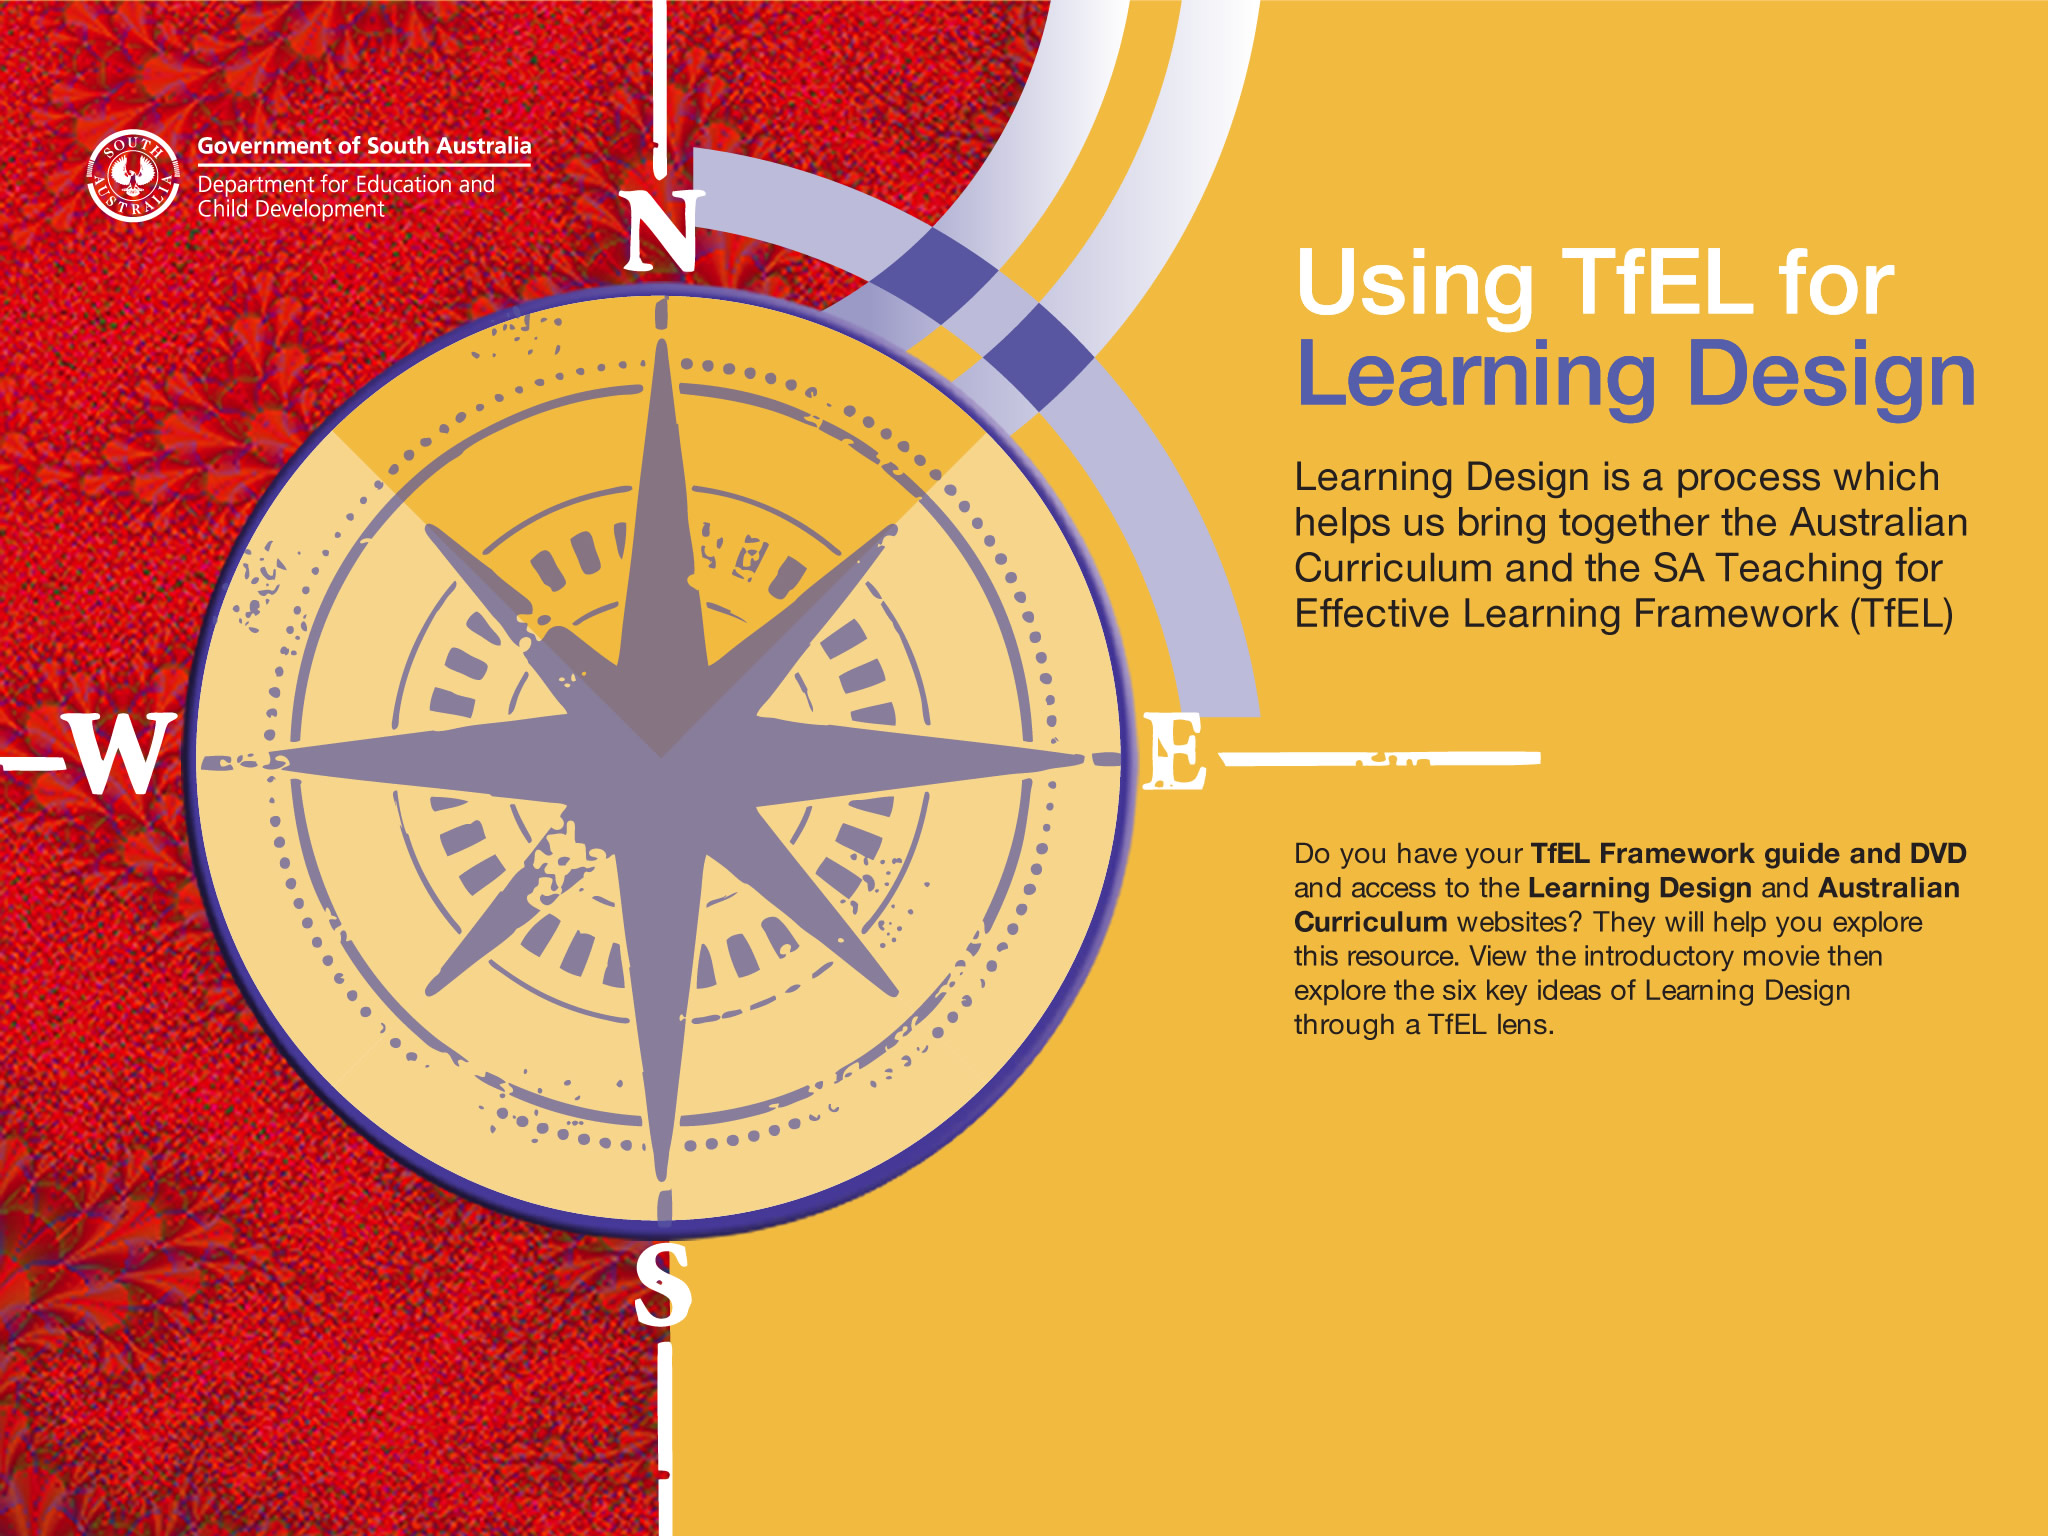 SOUTH
AUSTRALIA
Government of South Australia
Department for Education and
Child Development
N
Using TfEL for
Learning Design
Learning Design is a process which
helps us bring together the Australian
Curriculum and the SA Teaching for
Effective Learning Framework (TfEL)
W
E
Do you have your TfEL Framework guide and DVD
and access to the Learning Design and Australian
Curriculum websites? They will help you explore
this resource. View the introductory movie then
explore the six key ideas of Learning Design
through a TfEL lens.
S